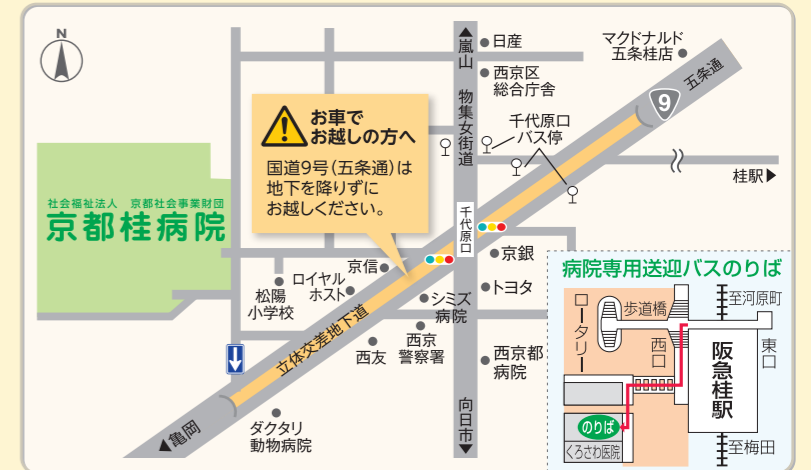 N
▲嵐山
日産
マクドナルド
五条桂店
西京区
総合庁舎
五条通
9
物集女街道
お車で
お越しの方へ
国道9号(五条通)は
地下を降りずに
お越しください。
千代原口
バス停
桂駅▶
社会福祉法人 京都社会事業財団
京都桂病院
千代原口
京信
京銀
松陽
小学校
ロイヤル
ホスト
シミズ
病院
トヨタ
立体交差地下道
西友
西京
警察署
西京都
病院
▲亀岡
ダクタリ
動物病院
向日市▼
病院専用送迎バスのりば
ロータリー
歩道橋
至河原町
西口
東口
阪急桂駅
のりば
くろさわ医院
至梅田